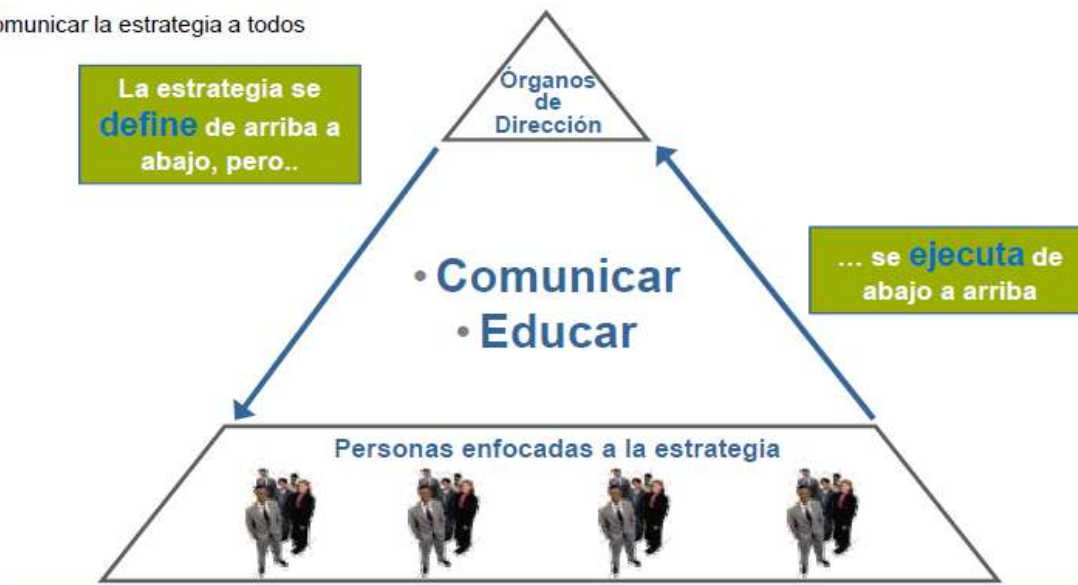 omunicar la estrategia a todos
La estrategia se
define de arriba a
abajo, pero..
Órganos
de
Dirección
... se ejecuta de
abajo a arriba
• Comunicar
• Educar
Personas enfocadas a la estrategia